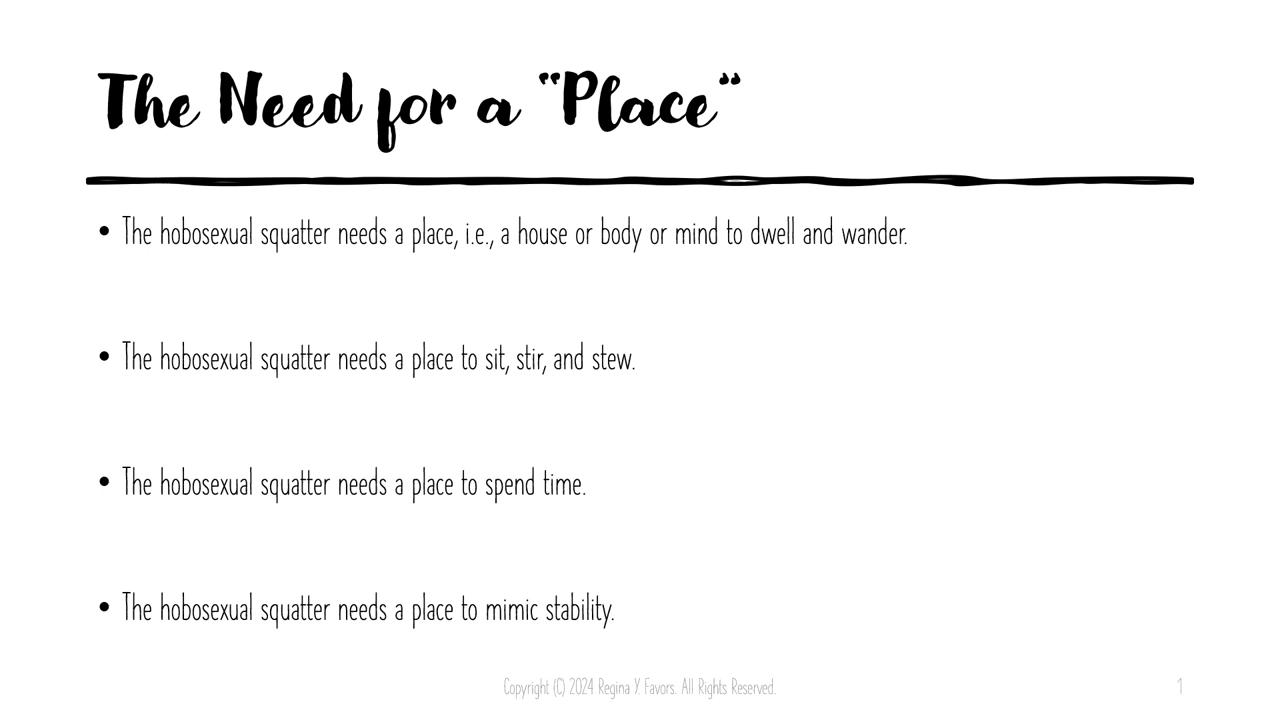 The Need for a “Place“
• The hobosexual squatter needs a place, i.e., a house or body or mind to dwell and wander.
• The hobosexual squatter needs a place to sit, stir, and stew.
• The hobosexual squatter needs a place to spend time.
• The hobosexual squatter needs a place to mimic stability.
Copyright (C) 2024 Regina Y. Favors. All Rights Reserved.
1